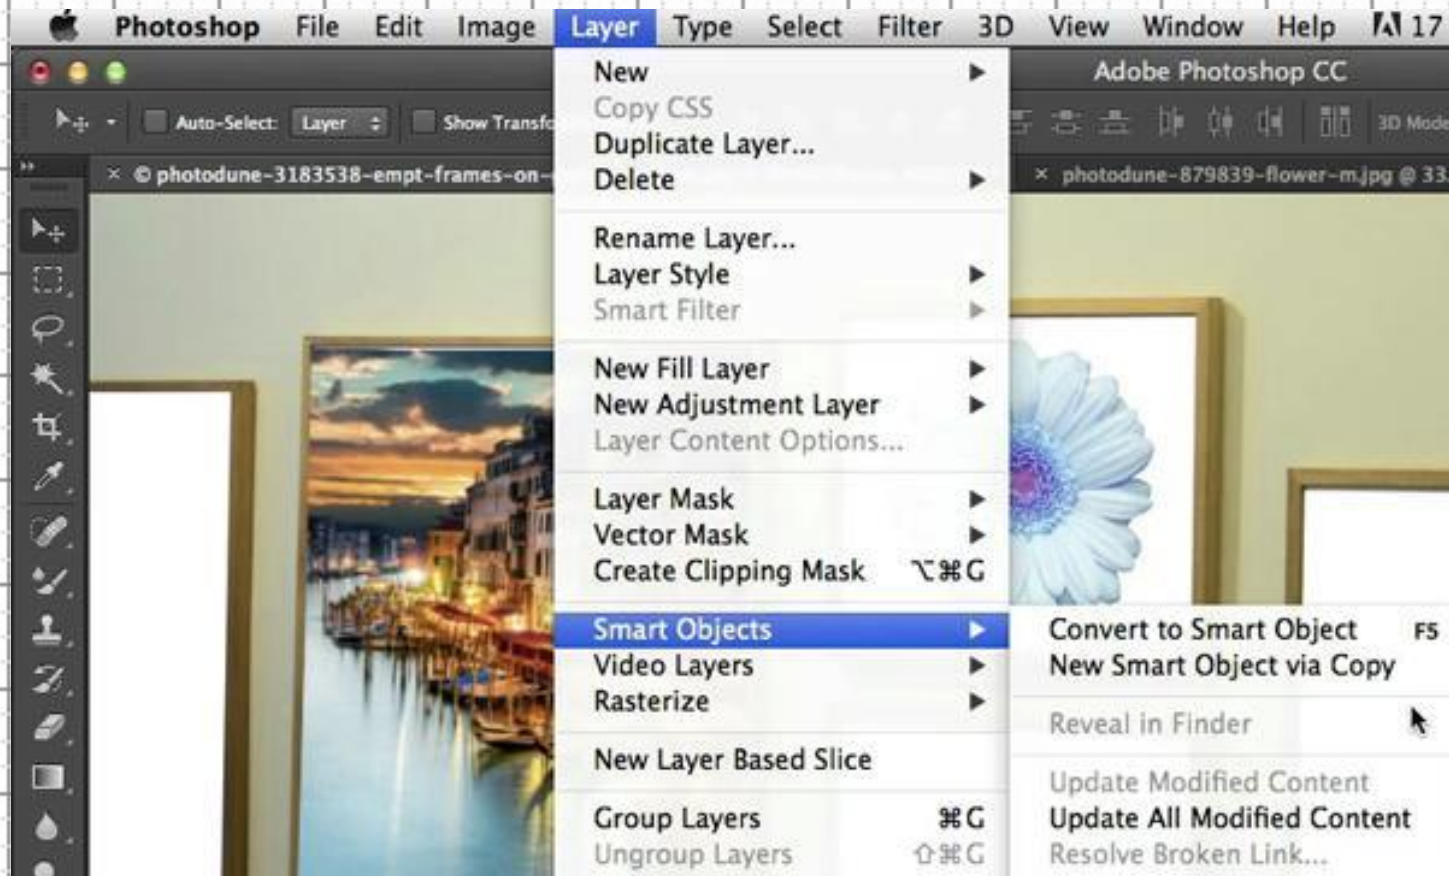 Photoshop File Edit Image Layer Type Select Filter 3D View Window Help 17
Adobe Photoshop CC
Auto-Select: Layer Show Transfo 3D Mode
× © photodune-3183538-empt-frames-on- × photodune-879839-flower-m.jpg @ 33.
New ▶
Copy CSS
Duplicate Layer...
Delete ▶
Rename Layer...
Layer Style ▶
Smart Filter ▶
New Fill Layer ▶
New Adjustment Layer ▶
Layer Content Options...
Layer Mask ▶
Vector Mask ▶
Create Clipping Mask ⌥⌘G
Smart Objects ▶
Video Layers ▶
Rasterize ▶
New Layer Based Slice
Group Layers ⌘G
Ungroup Layers ⇧⌘G
Convert to Smart Object F5
New Smart Object via Copy
Reveal in Finder
Update Modified Content
Update All Modified Content
Resolve Broken Link...